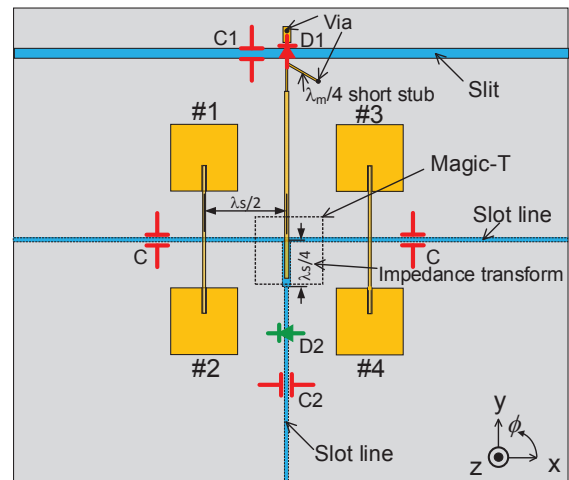 Via
C1
D1
Slit
λm/4 short stub
#1
#3
Magic-T
λs/2
Slot line
C
C
λs/4
Impedance transform
D2
#2
#4
C2
Slot line
y
ϕ
z
x